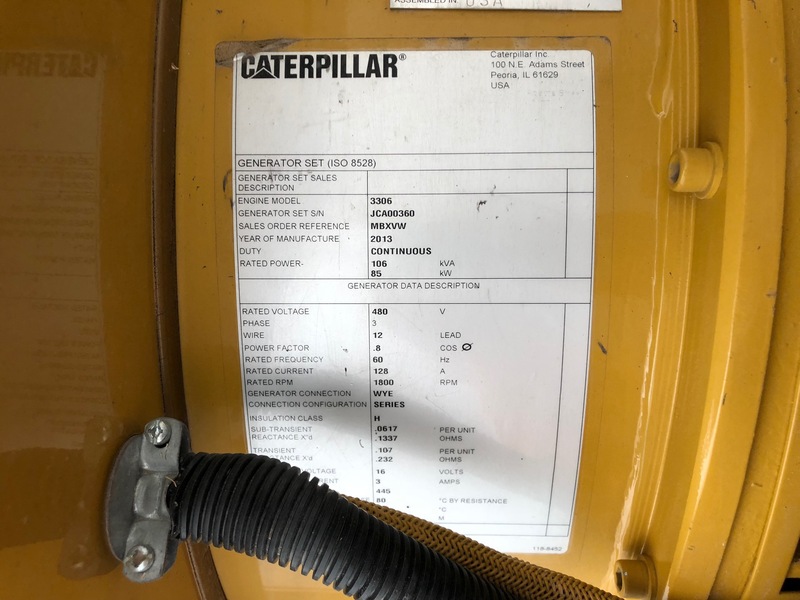 ASSEMBLED IN USA
CATERPILLAR®
Caterpillar Inc.
100 N.E. Adams Street
Peoria, IL 61629
USA
GENERATOR SET (ISO 8528)
GENERATOR SET SALES
DESCRIPTION
ENGINE MODEL 3306
GENERATOR SET S/N JCA00360
SALES ORDER REFERENCE MBXVW
YEAR OF MANUFACTURE 2013
DUTY CONTINUOUS
RATED POWER- 106 kVA
85 kW
GENERATOR DATA DESCRIPTION
RATED VOLTAGE 480 V
PHASE 3
WIRE 12 LEAD
POWER FACTOR .8 COS Ø
RATED FREQUENCY 60 Hz
RATED CURRENT 128 A
RATED RPM 1800 RPM
GENERATOR CONNECTION WYE
CONNECTION CONFIGURATION SERIES
INSULATION CLASS H
SUB-TRANSIENT .0617 PER UNIT
REACTANCE X"d .1337 OHMS
TRANSIENT .107 PER UNIT
X'd .232 OHMS
VOLTAGE 16 VOLTS
3 AMPS
445
80 °C BY RESISTANCE
°C
M